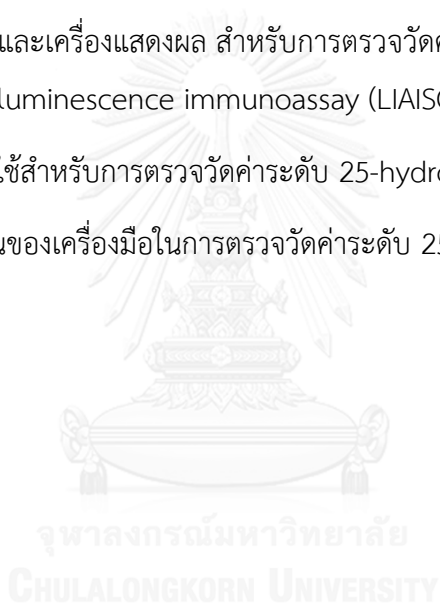 และเครื่องแสดงผล สำหรับการตรวจวัด
luminescence immunoassay (LIAIS
ใช้สำหรับการตรวจวัดค่าระดับ 25-hydro
นของเครื่องมือในการตรวจวัดค่าระดับ 25
จุฬาลงกรณ์มหาวิทยาลัย
CHULALONGKORN UNIVERSITY